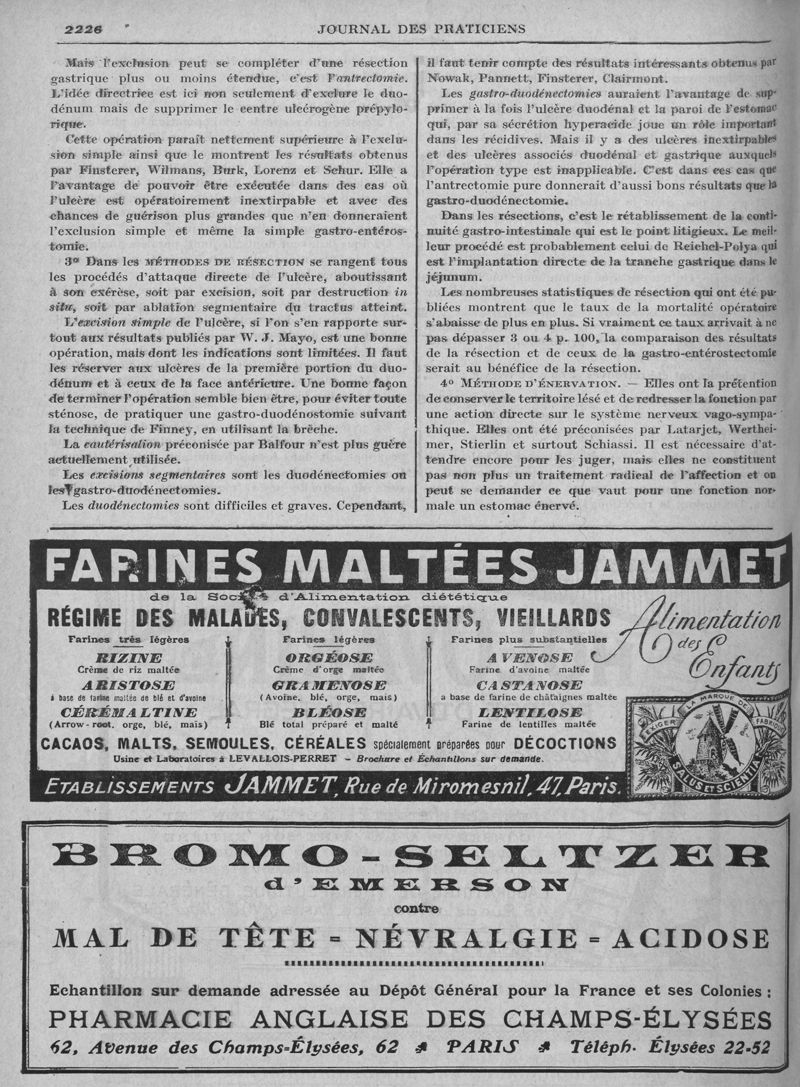 2226
JOURNAL DES PRATICIENS
Mais l'exclusion peut se compléter d'une résection
gastrique plus ou moins étendue, c'est l'antrectomie.
L'idée directrice est ici non seulement d'exclure le duo-
dénum mais de supprimer le centre ulcérogène prépylo-
rique.
Cette opération paraît nettement supérieure à l'exclu-
sion simple ainsi que le montrent les résultats obtenus
par Finsterer, Wilmans, Burk, Lorenz et Schur. Elle a
l'avantage de pouvoir être exécutée dans des cas où
l'ulcère est opératoirement inextirpable et avec des
chances de guérison plus grandes que n'en donneraient
l'exclusion simple et même la simple gastro-entéros-
tomie.
3° Dans les MÉTHODES DE RÉSECTION se rangent tous
les procédés d'attaque directe de l'ulcère, aboutissant
à son exérèse, soit par excision, soit par destruction in
situ, soit par ablation segmentaire du tractus atteint.
L'excision simple de l'ulcère, si l'on s'en rapporte sur-
tout aux résultats publiés par W. J. Mayo, est une bonne
opération, mais dont les indications sont limitées. Il faut
les réserver aux ulcères de la première portion du duo-
dénum et à ceux de la face antérieure. Une bonne façon
de terminer l'opération semble bien être, pour éviter toute
sténose, de pratiquer une gastro-duodénostomie suivant
la technique de Finney, en utilisant la brèche.
La cautérisation préconisée par Balfour n'est plus guère
actuellement utilisée.
Les excisions segmentaires sont les duodénectomies ou
les gastro-duodénectomies.
Les duodénectomies sont difficiles et graves. Cependant,
il faut tenir compte des résultats intéressants obtenus par
Nowak, Pannett, Finsterer, Clairmont.
Les gastro-duodénectomies auraient l'avantage de sup-
primer à la fois l'ulcère duodénal et la paroi de l'estomac
qui, par sa sécrétion hyperacide joue un rôle important
dans les récidives. Mais il y a des ulcères inextirpables
et des ulcères associés duodénal et gastrique auxquels
l'opération type est inapplicable. C'est dans ces cas que
l'antrectomie pure donnerait d'aussi bons résultats que la
gastro-duodénectomie.
Dans les résections, c'est le rétablissement de la conti-
nuité gastro-intestinale qui est le point litigieux. Le meil-
leur procédé est probablement celui de Reichel-Polya qui
est l'implantation directe de la tranche gastrique dans le
jéjunum.
Les nombreuses statistiques de résection qui ont été pu-
bliées montrent que le taux de la mortalité opératoire
s'abaisse de plus en plus. Si vraiment ce taux arrivait à ne
pas dépasser 3 ou 4 p. 100, la comparaison des résultats
de la résection et de ceux de la gastro-entérostectomie
serait au bénéfice de la résection.
4° MÉTHODE D'ÉNERVATION. — Elles ont la prétention
de conserver le territoire lésé et de redresser la fonction par
une action directe sur le système nerveux vago-sympa-
thique. Elles ont été préconisées par Latarjet, Werthei-
mer, Stierlin et surtout Schiassi. Il est nécessaire d'at-
tendre encore pour les juger, mais elles ne constituent
pas non plus un traitement radical de l'affection et on
peut se demander ce que vaut pour une fonction nor-
male un estomac énervé.
FARINES MALTÉES JAMMET
de la Société d'Alimentation diététique
RÉGIME DES MALADES, CONVALESCENTS, VIEILLARDS
Alimentation
des
Enfants
Farines très légères
RIZINE
Crème de riz maltée
ARISTOSE
à base de farine maltée de blé et d'avoine
CÉRÉMALTINE
(Arrow-root, orge, blé, maïs)
Farines légères
ORGÉOSE
Crème d'orge maltée
GRAMENOSE
(Avoine, blé, orge, maïs)
BLÉOSE
Blé total préparé et malté
Farines plus substantielles
AVENOSE
Farine d'avoine maltée
CASTANOSE
a base de farine de châtaignes maltée
LENTILOSE
Farine de lentilles maltée
CACAOS, MALTS, SEMOULES, CÉRÉALES spécialement préparées pour DÉCOCTIONS
Usine et Laboratoires à LEVALLOIS-PERRET – Brochure et Échantillons sur demande.
ETABLISSEMENTS JAMMET, Rue de Miromesnil, 47, Paris.
EXIGER LA MARQUE DE FABRIQUE
SALUS ET SCIENTIA
BROMO-SELTZER
d'EMERSON
contre
MAL DE TÊTE = NÉVRALGIE = ACIDOSE
Echantillon sur demande adressée au Dépôt Général pour la France et ses Colonies :
PHARMACIE ANGLAISE DES CHAMPS-ÉLYSÉES
62, Avenue des Champs-Élysées, 62 PARIS Téléph. Élysées 22-52